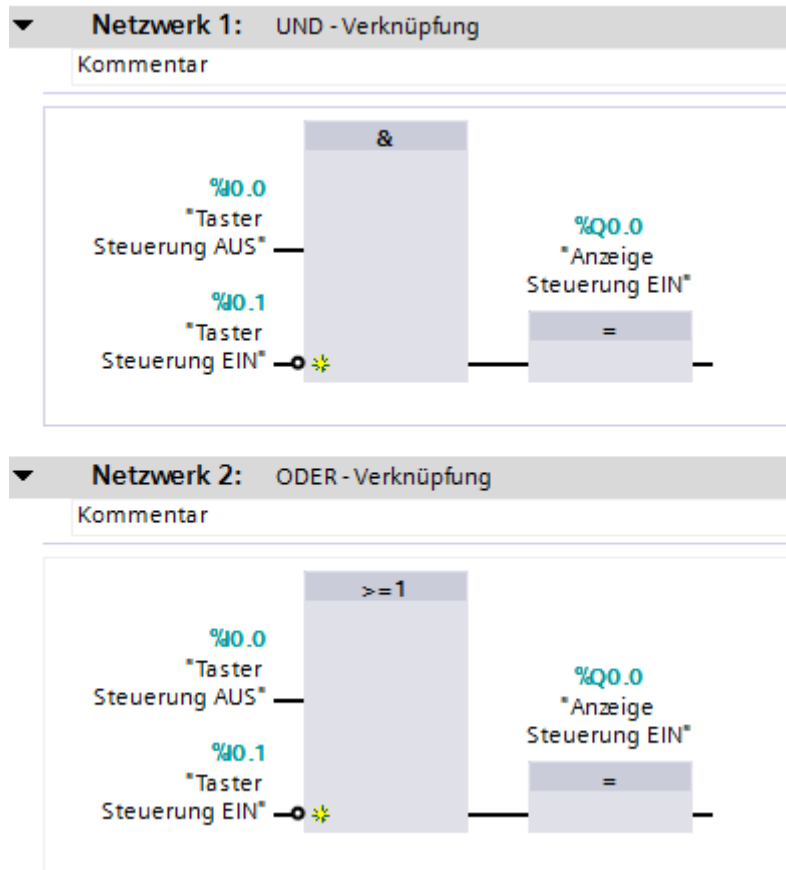 Netzwerk 1: UND - Verknüpfung
Kommentar
&
%I0.0
"Taster
Steuerung AUS"
%Q0.0
"Anzeige
Steuerung EIN"
%I0.1
"Taster
Steuerung EIN"
=
Netzwerk 2: ODER - Verknüpfung
Kommentar
>=1
%I0.0
"Taster
Steuerung AUS"
%Q0.0
"Anzeige
Steuerung EIN"
%I0.1
"Taster
Steuerung EIN"
=